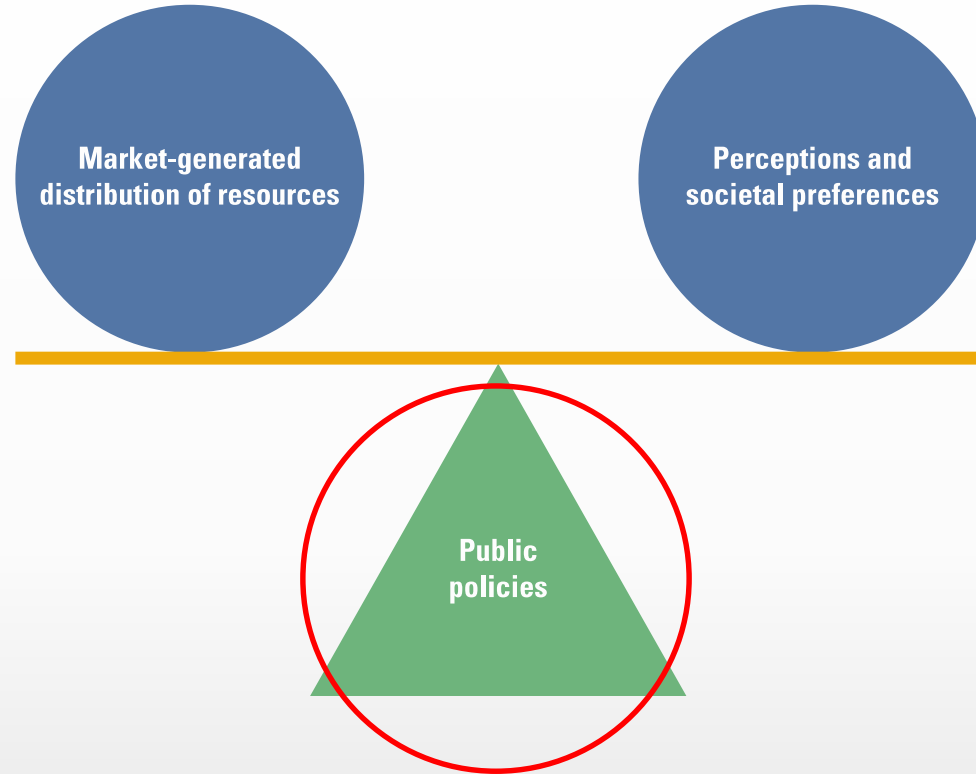 Market-generated
distribution of resources
Perceptions and
societal preferences
Public
policies